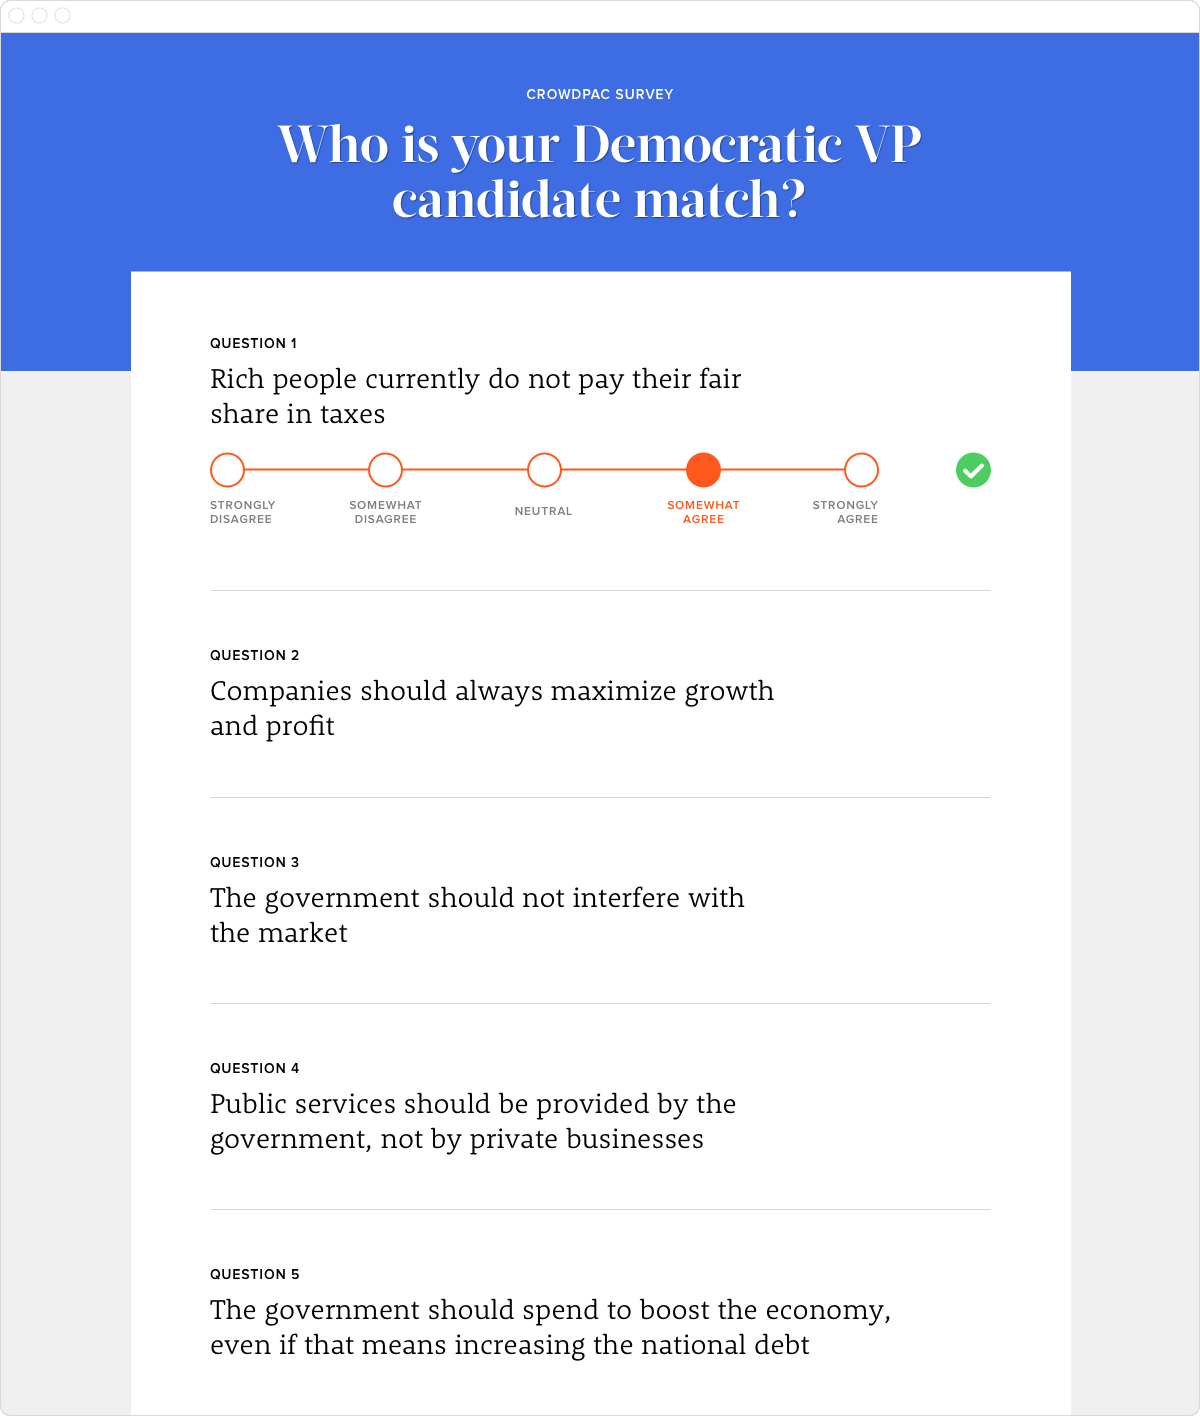 CROWDPAC SURVEY
Who is your Democratic VP
candidate match?
QUESTION 1
Rich people currently do not pay their fair
share in taxes
STRONGLY
DISAGREE
SOMEWHAT
DISAGREE
NEUTRAL
SOMEWHAT
AGREE
STRONGLY
AGREE
QUESTION 2
Companies should always maximize growth
and profit
QUESTION 3
The government should not interfere with
the market
QUESTION 4
Public services should be provided by the
government, not by private businesses
QUESTION 5
The government should spend to boost the economy,
even if that means increasing the national debt